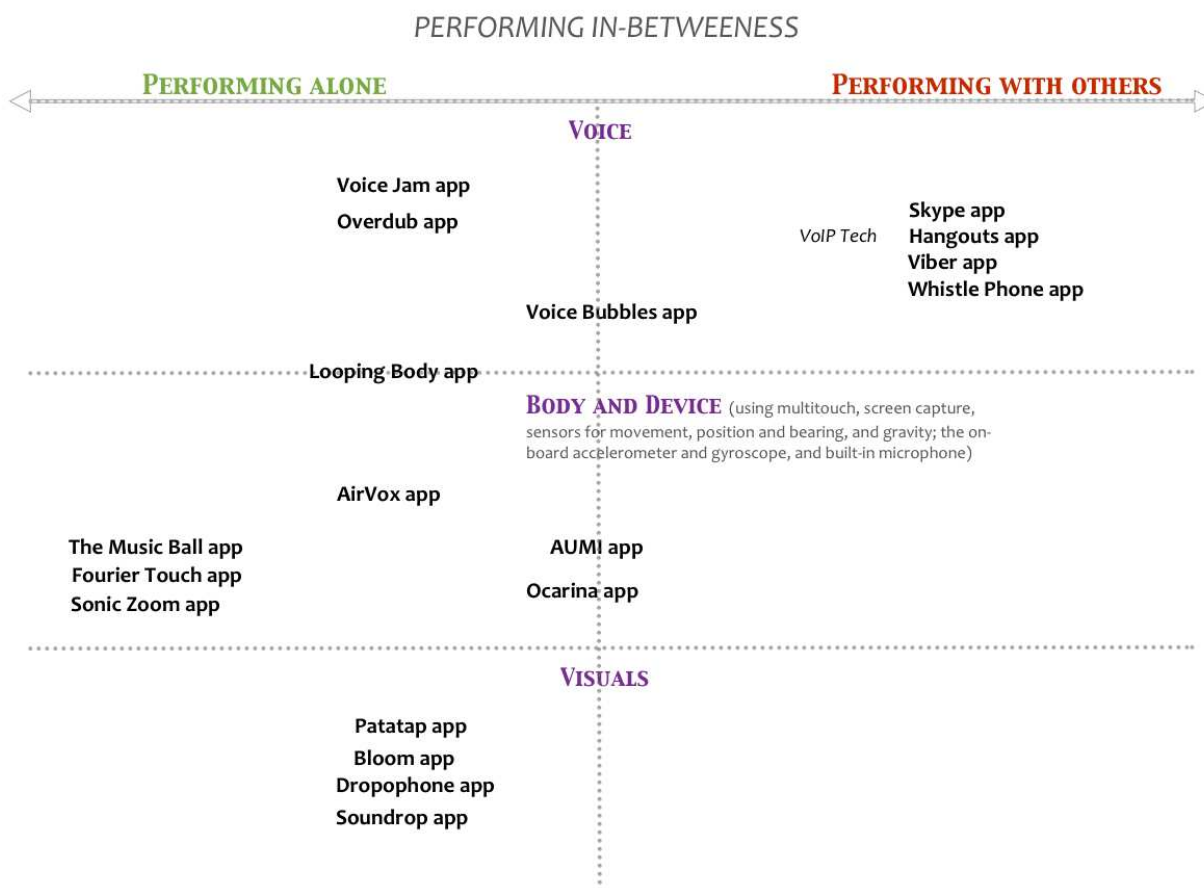 PERFORMING IN-BETWEENESS
PERFORMING ALONE
PERFORMING WITH OTHERS
VOICE
Voice Jam app
Overdub app
VoIP Tech
Skype app
Hangouts app
Viber app
Whistle Phone app
Voice Bubbles app
Looping Body app
BODY AND DEVICE (using multitouch, screen capture,
sensors for movement, position and bearing, and gravity; the on-
board accelerometer and gyroscope, and built-in microphone)
AirVox app
The Music Ball app
Fourier Touch app
Sonic Zoom app
AUMI app
Ocarina app
VISUALS
Patatap app
Bloom app
Dropophone app
Soundrop app